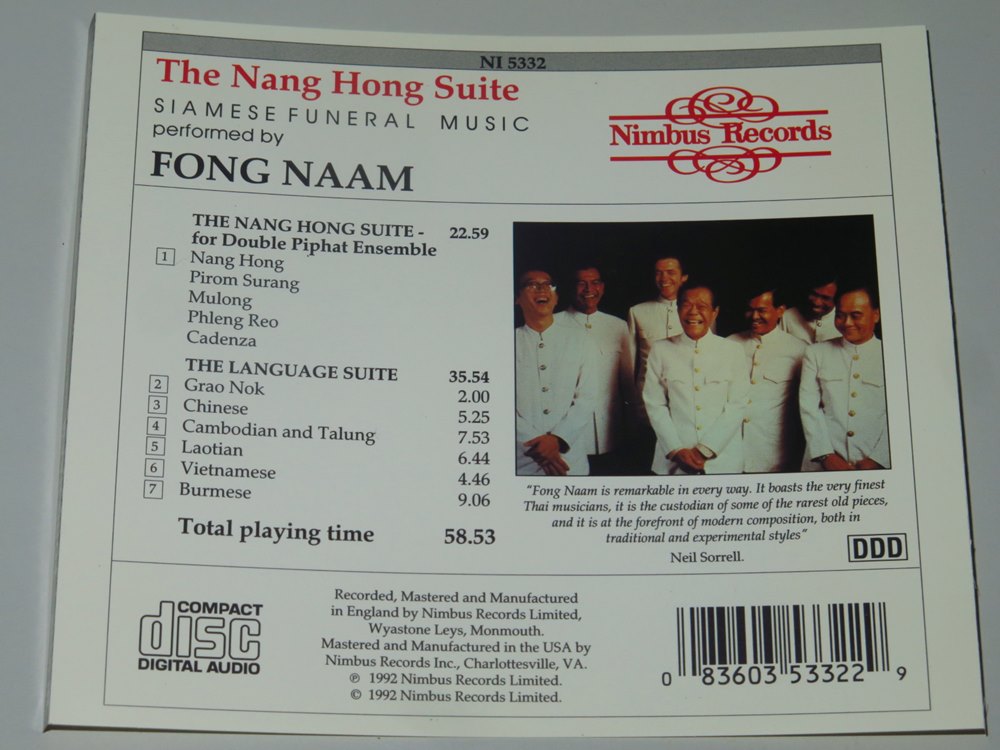 NI 5332
The Nang Hong Suite
SIAMESE FUNERAL MUSIC
performed by
FONG NAAM
Nimbus Records
THE NANG HONG SUITE - 22.59
for Double Piphat Ensemble
1 Nang Hong
Pirom Surang
Mulong
Phleng Reo
Cadenza
THE LANGUAGE SUITE 35.54
2 Grao Nok 2.00
3 Chinese 5.25
4 Cambodian and Talung 7.53
5 Laotian 6.44
6 Vietnamese 4.46
7 Burmese 9.06
Total playing time 58.53
"Fong Naam is remarkable in every way. It boasts the very finest
Thai musicians, it is the custodian of some of the rarest old pieces,
and it is at the forefront of modern composition, both in
traditional and experimental styles"
Neil Sorrell.
DDD
COMPACT
disc
DIGITAL AUDIO
Recorded, Mastered and Manufactured
in England by Nimbus Records Limited,
Wyastone Leys, Monmouth.
Mastered and Manufactured in the USA by
Nimbus Records Inc., Charlottesville, VA.
℗ 1992 Nimbus Records Limited.
© 1992 Nimbus Records Limited.
0 83603 53322 9